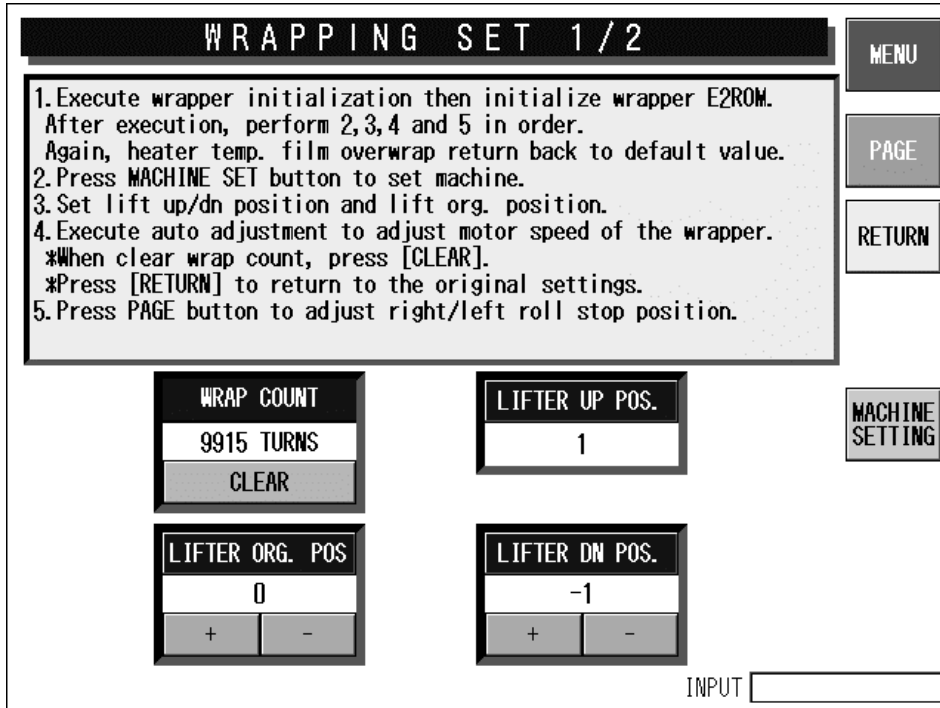 WRAPPING SET 1/2
MENU
1.Execute wrapper initialization then initialize wrapper E2ROM.
After execution, perform 2,3,4 and 5 in order.
Again, heater temp. film overwrap return back to default value.
2.Press MACHINE SET button to set machine.
3.Set lift up/dn position and lift org. position.
4.Execute auto adjustment to adjust motor speed of the wrapper.
*When clear wrap count, press [CLEAR].
*Press [RETURN] to return to the original settings.
5.Press PAGE button to adjust right/left roll stop position.
PAGE
RETURN
WRAP COUNT
9915 TURNS
CLEAR
LIFTER UP POS.
1
MACHINE
SETTING
LIFTER ORG. POS
0
+ -
LIFTER DN POS.
-1
+ -
INPUT